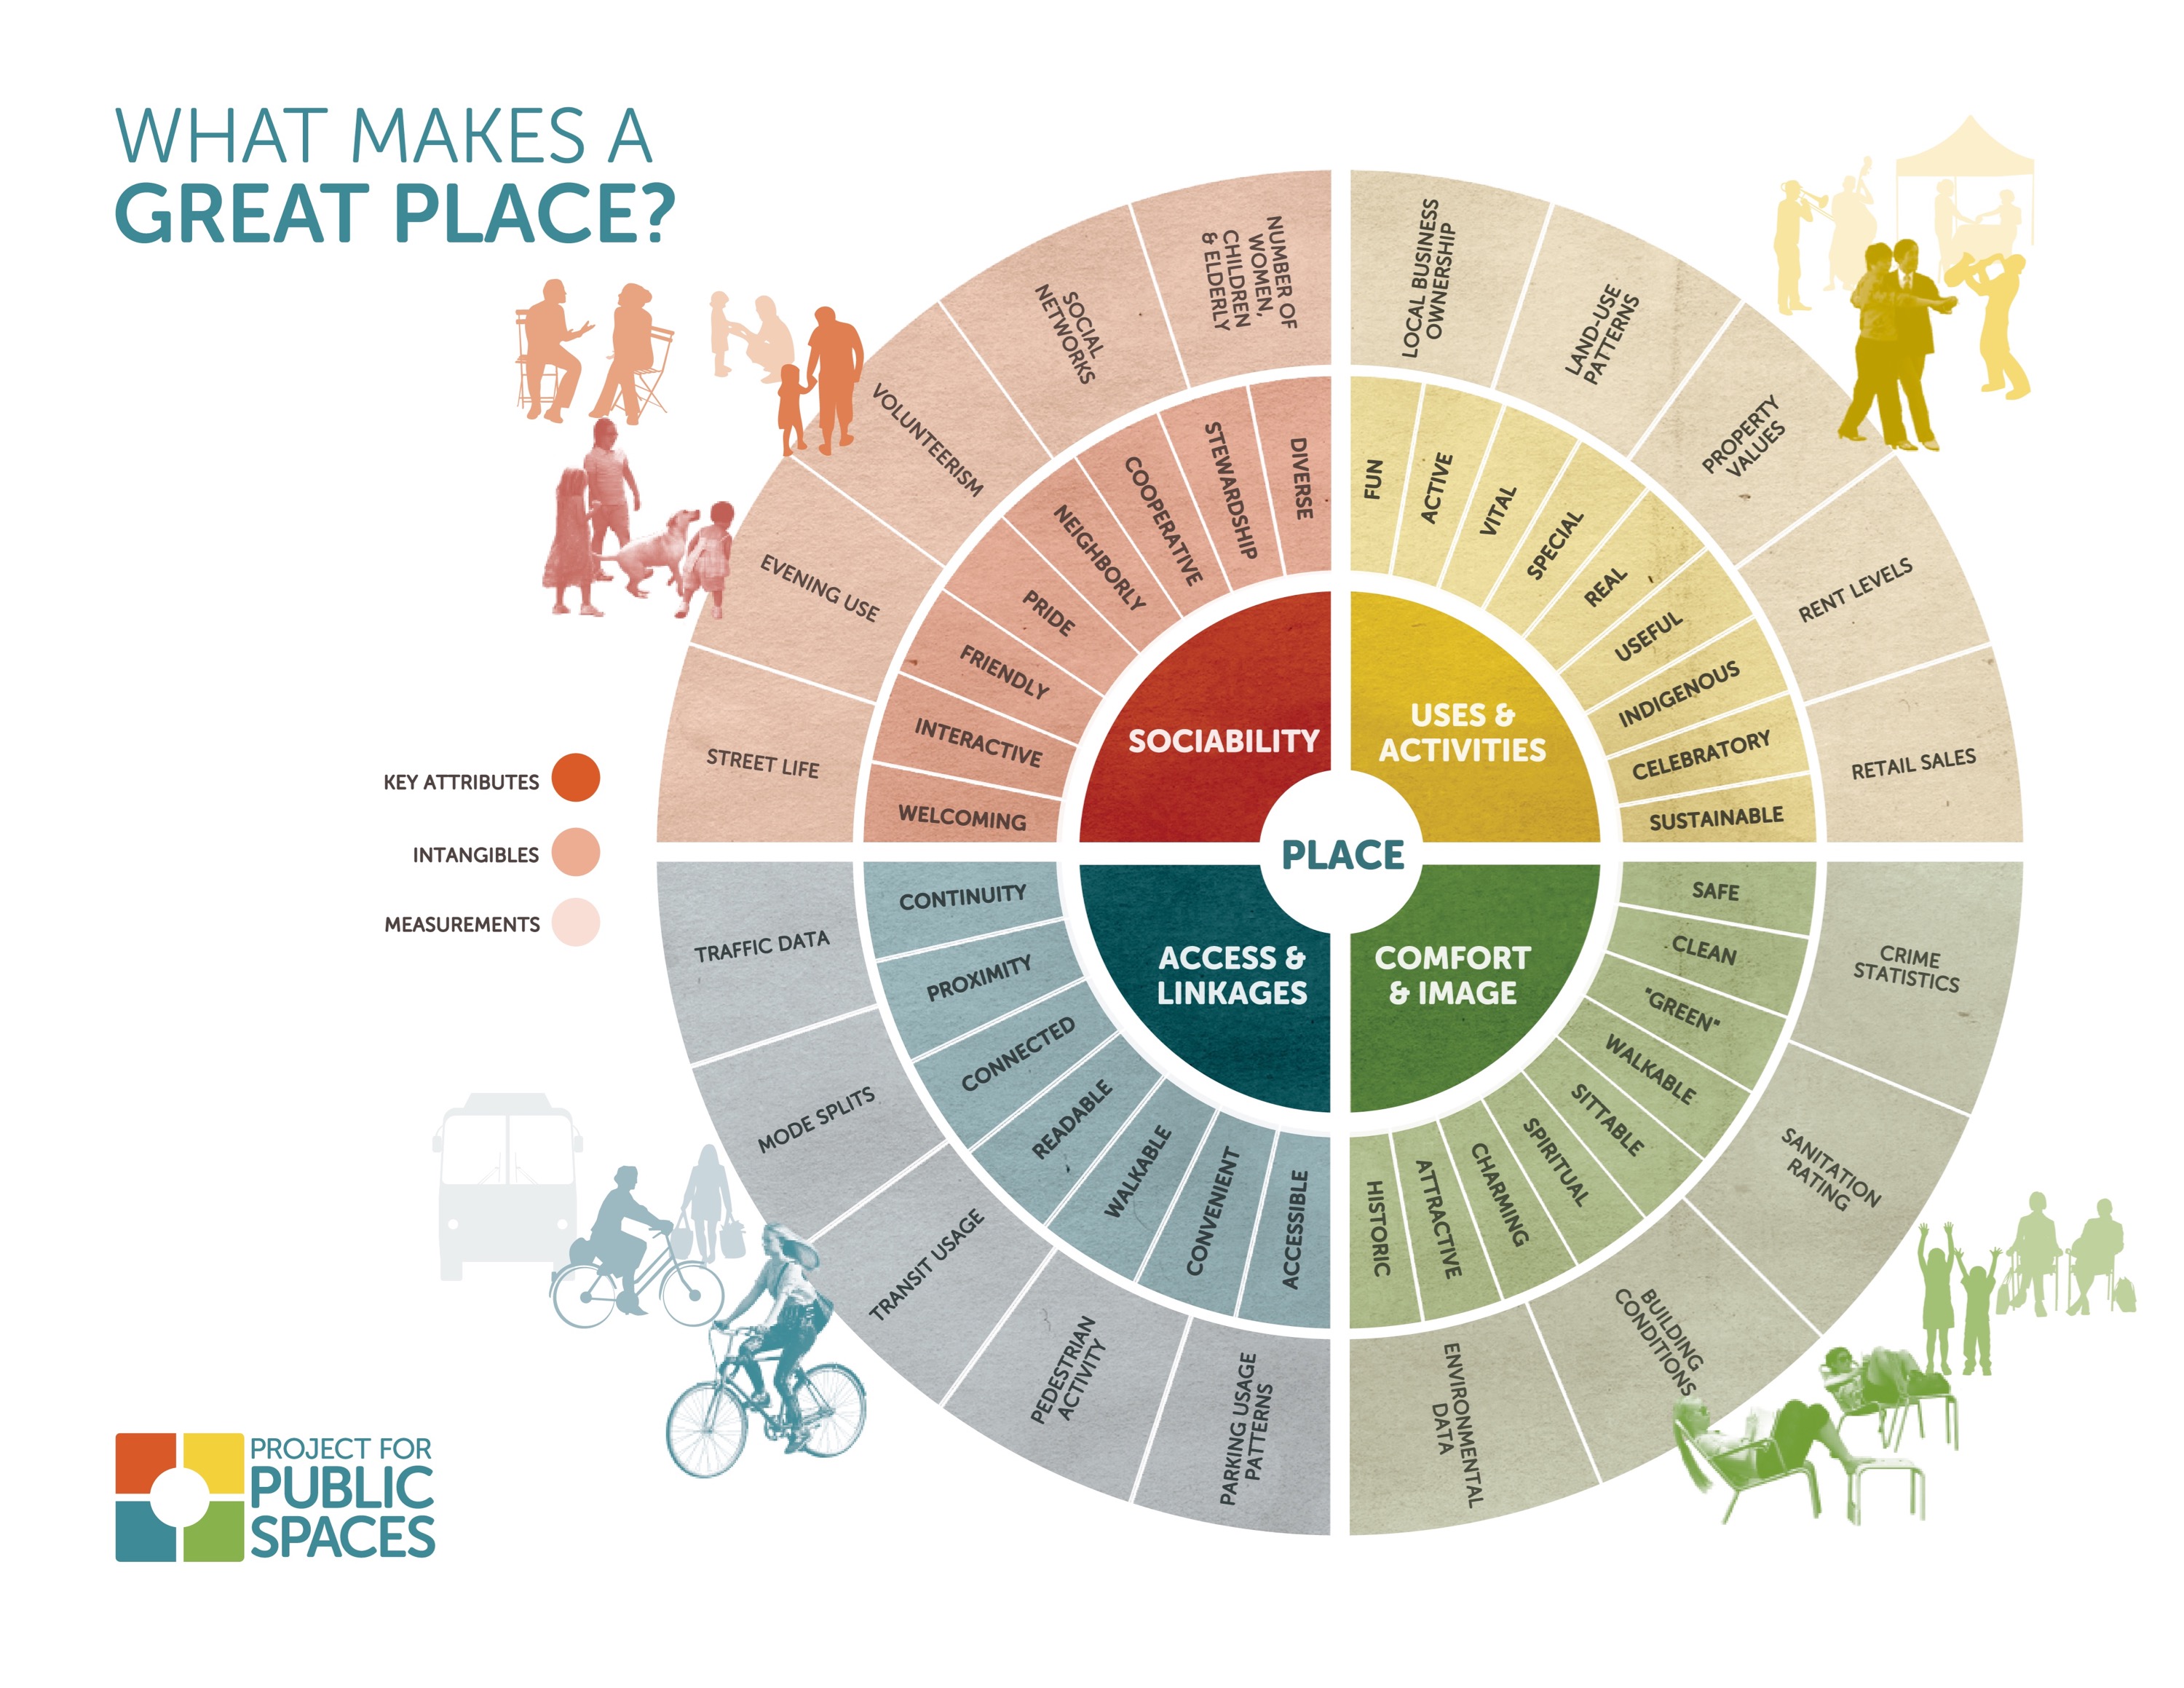 WHAT MAKES A
GREAT PLACE?
KEY ATTRIBUTES
INTANGIBLES
MEASUREMENTS
PLACE
SOCIABILITY
USES &
ACTIVITIES
ACCESS &
LINKAGES
COMFORT
& IMAGE
WELCOMING
INTERACTIVE
FRIENDLY
PRIDE
NEIGHBORLY
COOPERATIVE
STEWARDSHIP
DIVERSE
STREET LIFE
EVENING USE
VOLUNTEERISM
SOCIAL
NETWORKS
NUMBER OF
WOMEN,
CHILDREN
& ELDERLY
FUN
ACTIVE
VITAL
SPECIAL
REAL
USEFUL
INDIGENOUS
CELEBRATORY
SUSTAINABLE
LOCAL BUSINESS
OWNERSHIP
LAND-USE
PATTERNS
PROPERTY
VALUES
RENT LEVELS
RETAIL SALES
SAFE
CLEAN
"GREEN"
WALKABLE
SITTABLE
SPIRITUAL
CHARMING
ATTRACTIVE
HISTORIC
CRIME
STATISTICS
SANITATION
RATING
BUILDING
CONDITIONS
ENVIRONMENTAL
DATA
CONTINUITY
PROXIMITY
CONNECTED
READABLE
WALKABLE
CONVENIENT
ACCESSIBLE
TRAFFIC DATA
MODE SPLITS
TRANSIT USAGE
PEDESTRIAN
ACTIVITY
PARKING USAGE
PATTERNS
PROJECT FOR
PUBLIC
SPACES